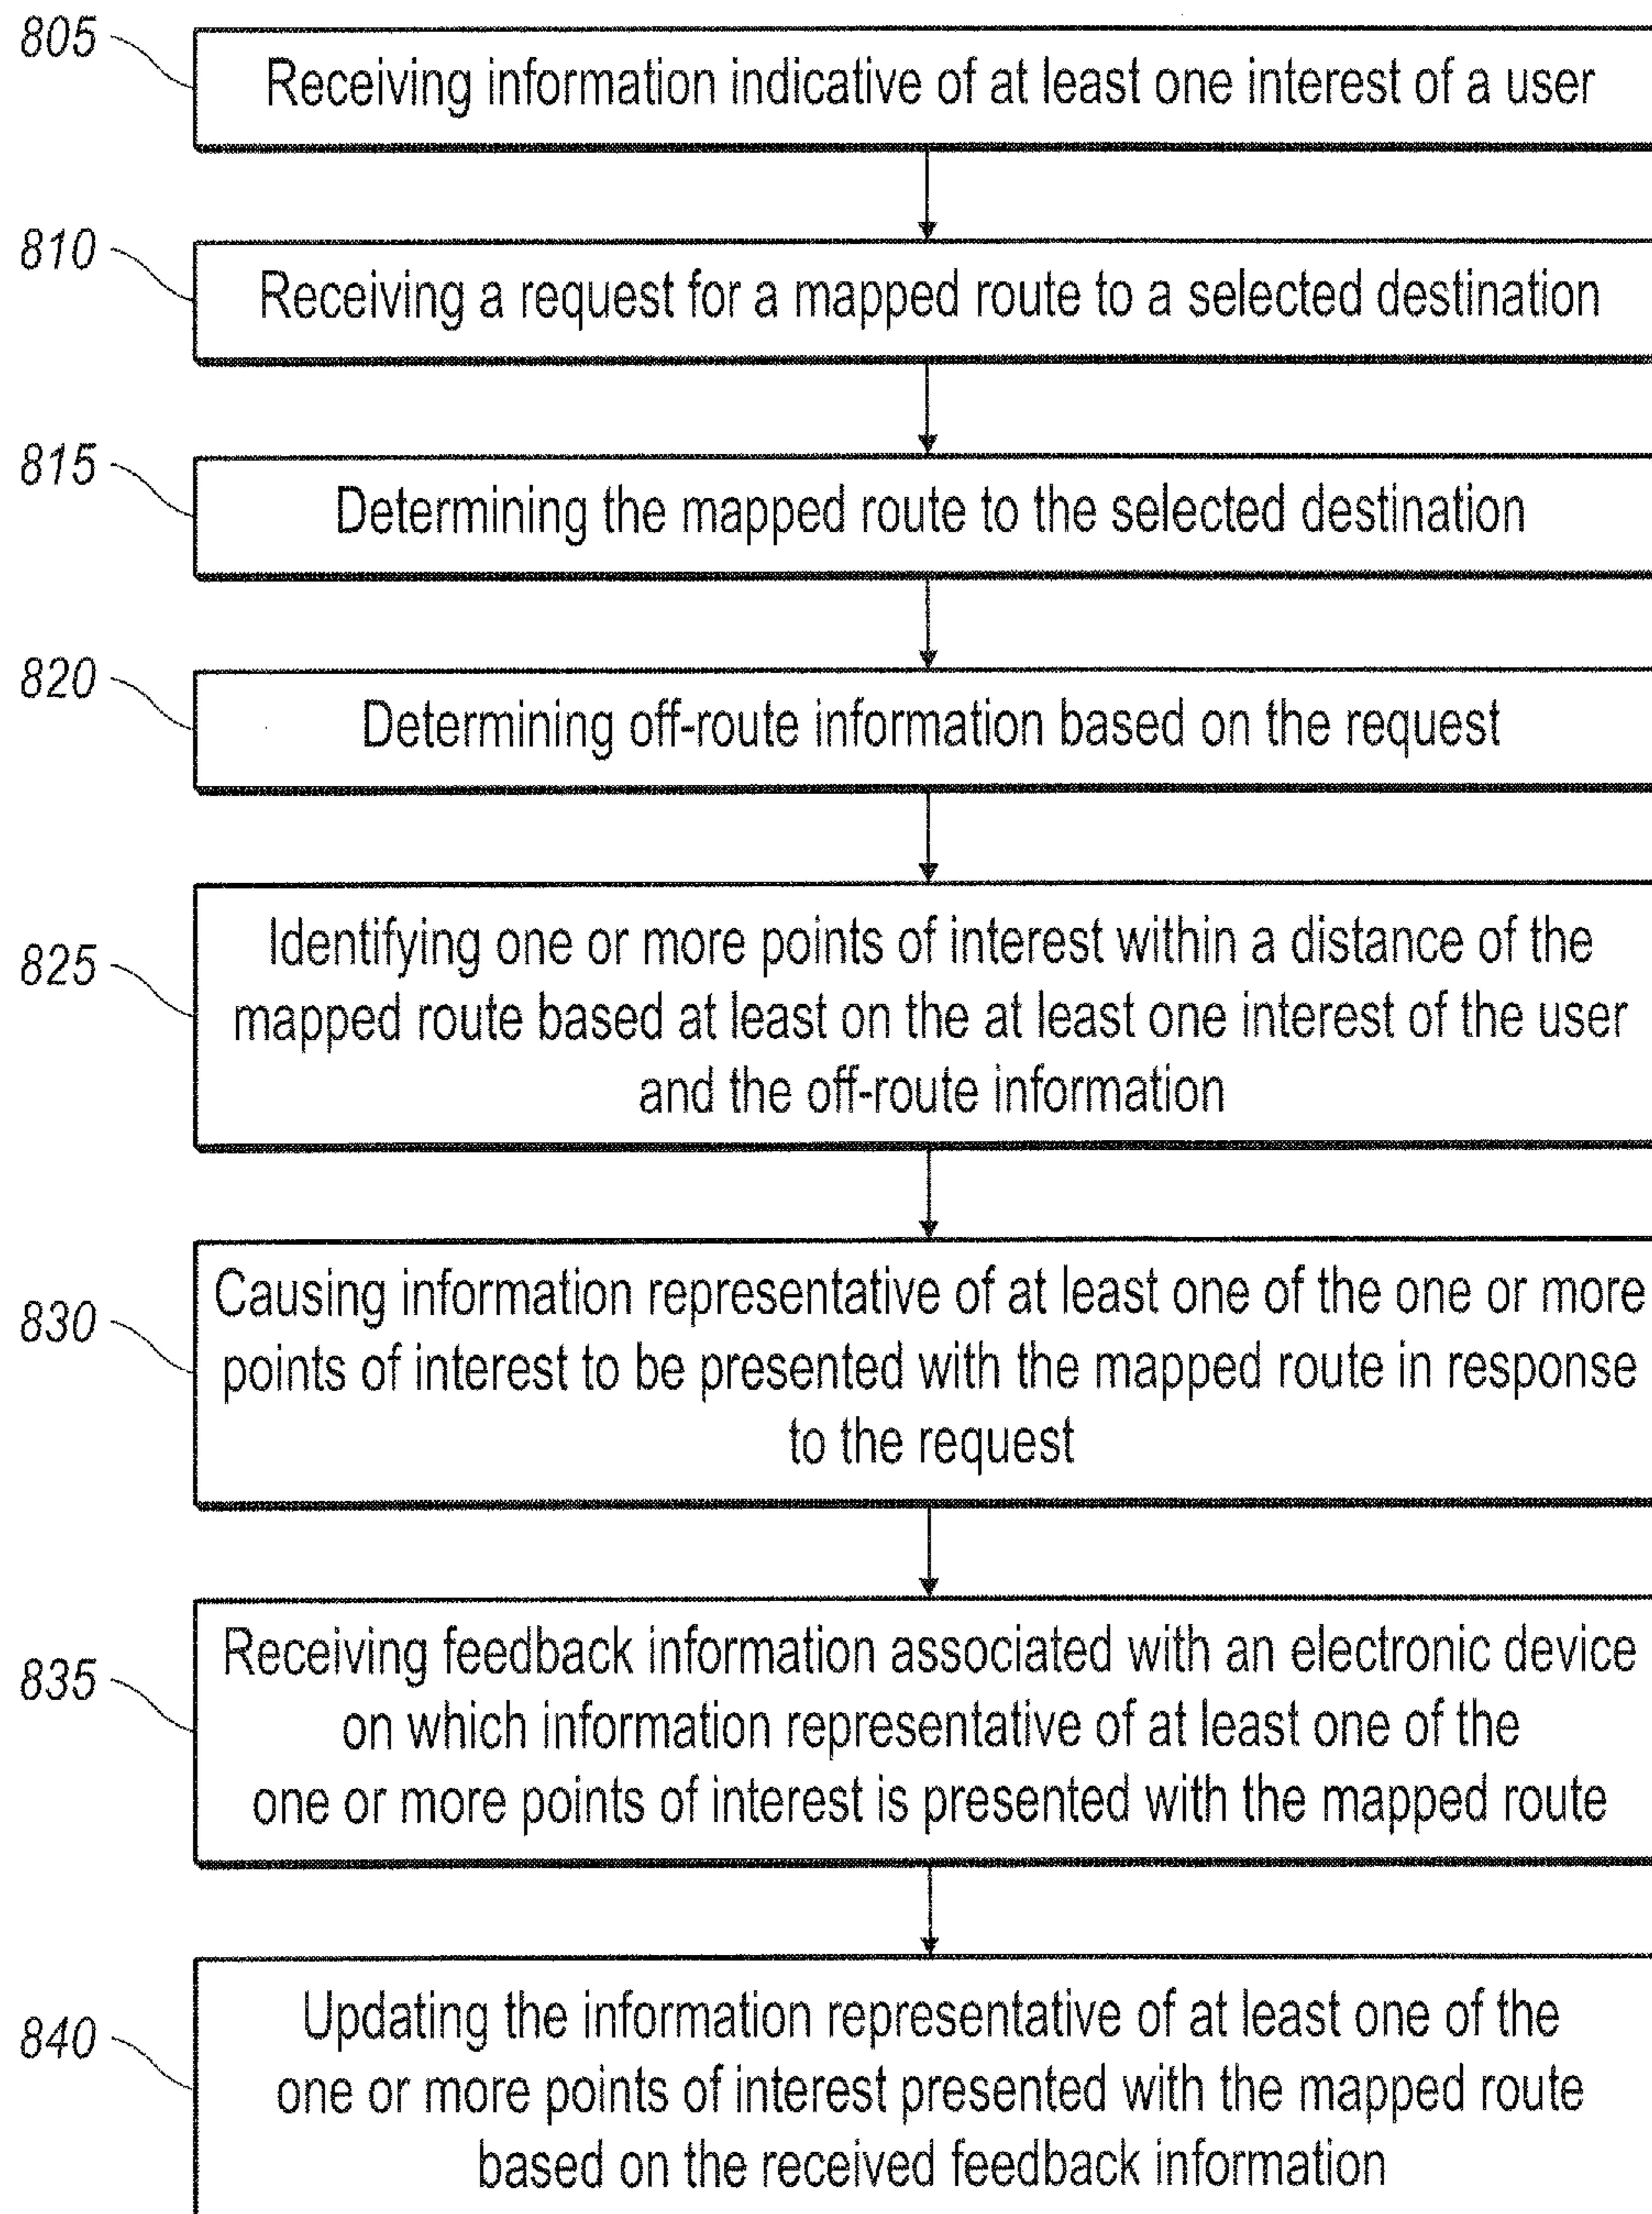 805
Receiving information indicative of at least one interest of a user
810
Receiving a request for a mapped route to a selected destination
815
Determining the mapped route to the selected destination
820
Determining off-route information based on the request
825
Identifying one or more points of interest within a distance of the
mapped route based at least on the at least one interest of the user
and the off-route information
830
Causing information representative of at least one of the one or more
points of interest to be presented with the mapped route in response
to the request
835
Receiving feedback information associated with an electronic device
on which information representative of at least one of the
one or more points of interest is presented with the mapped route
840
Updating the information representative of at least one of the
one or more points of interest presented with the mapped route
based on the received feedback information